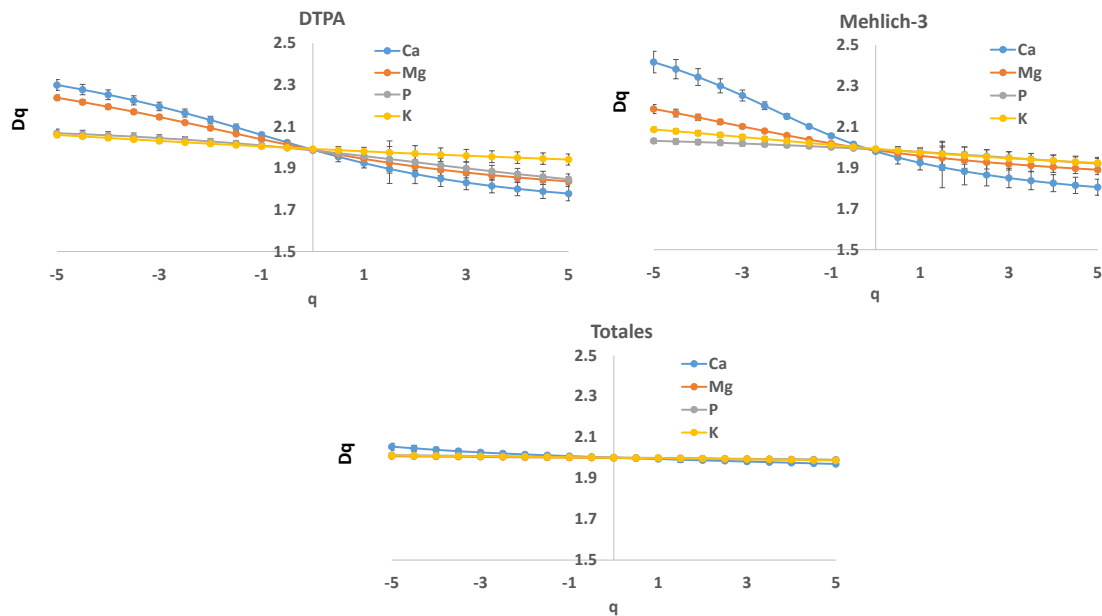 DTPA
2.5
2.3
2.1
1.9
1.7
1.5
Dq
Ca
Mg
P
K
-5 -3 -1 1 3 5
q
Mehlich-3
2.5
2.3
2.1
1.9
1.7
1.5
Dq
Ca
Mg
P
K
-5 -3 -1 1 3 5
q
Totales
2.5
2.3
2.1
1.9
1.7
1.5
Dq
Ca
Mg
P
K
-5 -3 -1 1 3 5
q